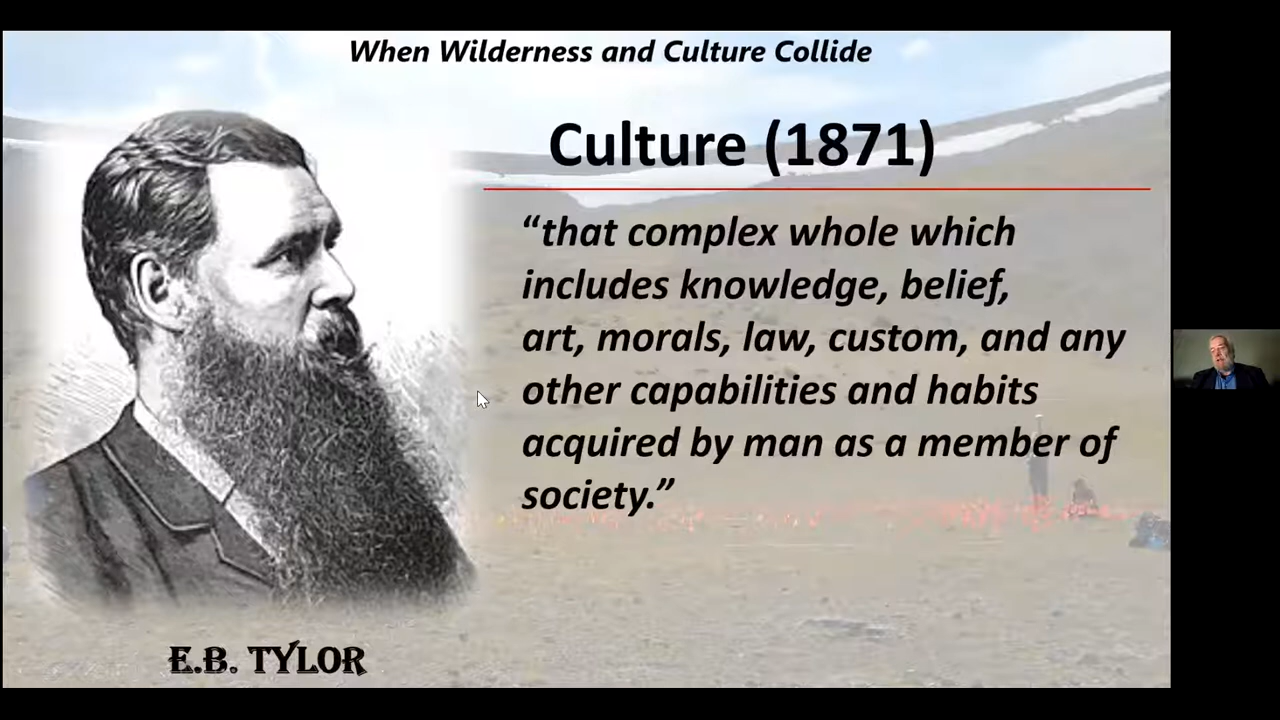 When Wilderness and Culture Collide
Culture (1871)
“that complex whole which
includes knowledge, belief,
art, morals, law, custom, and any
other capabilities and habits
acquired by man as a member of
society.”
E.B. TYLOR